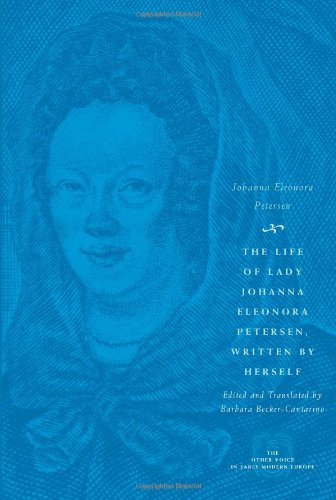 Johanna Eleonora
Petersen
THE LIFE
OF LADY
JOHANNA
ELEONORA
PETERSEN,
WRITTEN BY
HERSELF
Edited and Translated by
Barbara Becker-Cantarino
THE
OTHER VOICE
IN EARLY MODERN EUROPE